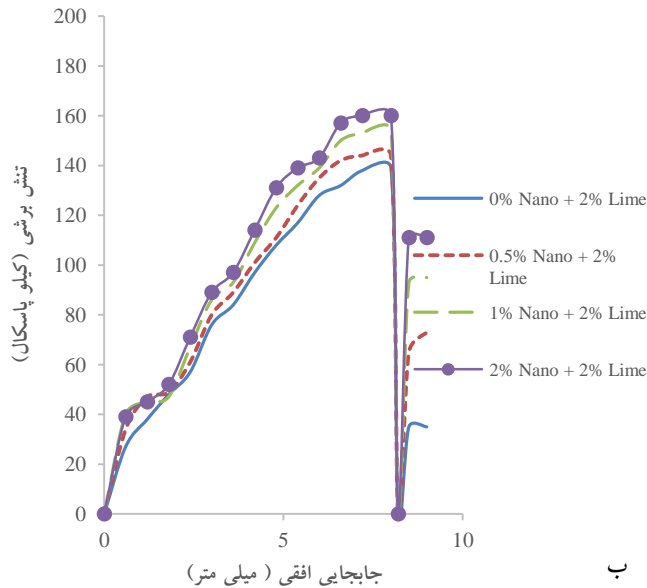 200
180
160
140
120
100
80
60
40
20
0
تنش برشی (کیلو پاسکال)
0 5 10
جابجایی افقی ( میلی متر)
0% Nano + 2% Lime
0.5% Nano + 2%
Lime
1% Nano + 2% Lime
2% Nano + 2% Lime
ب